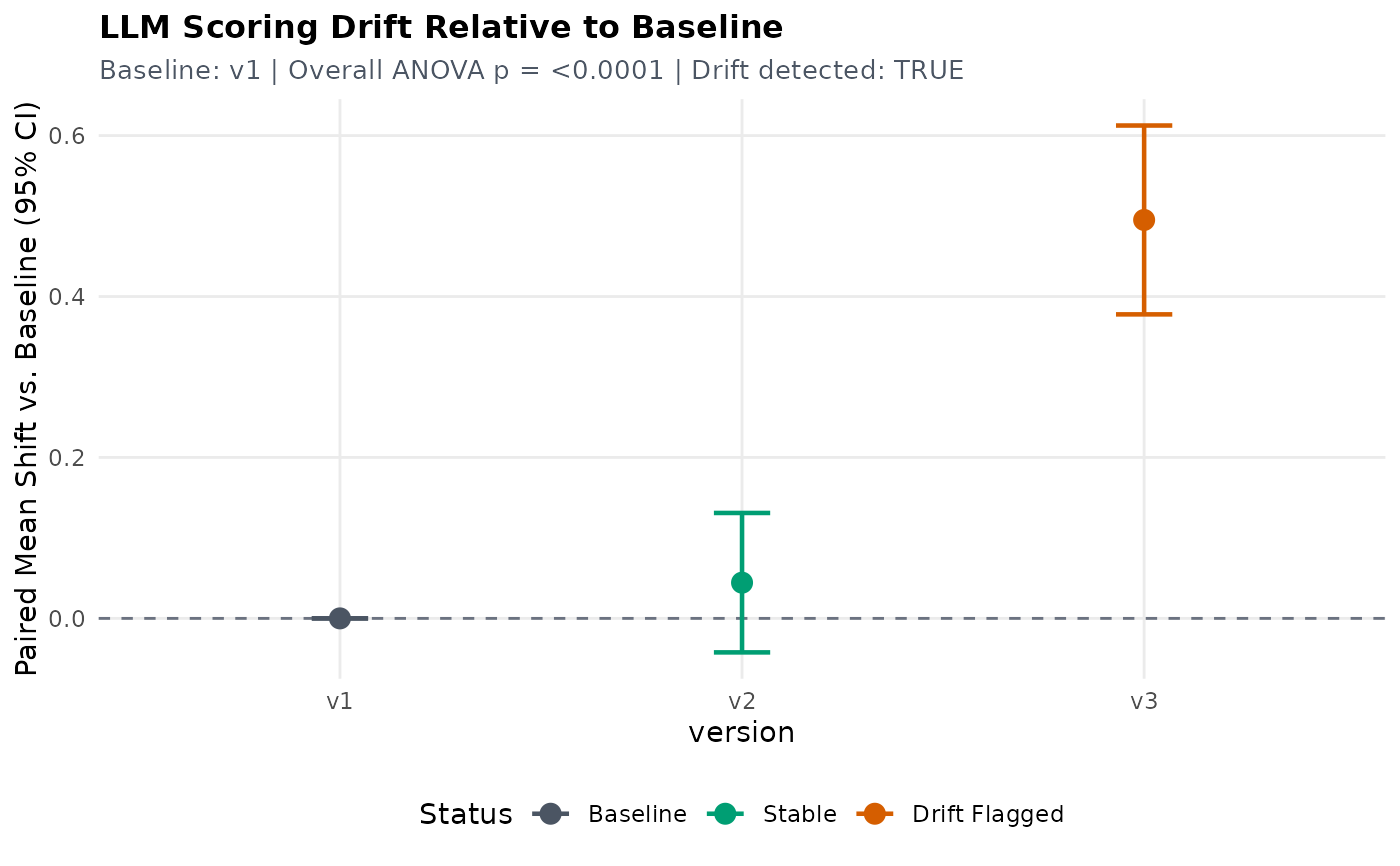 LLM Scoring Drift Relative to Baseline
Baseline: v1 | Overall ANOVA p = <0.0001 | Drift detected: TRUE
Paired Mean Shift vs. Baseline (95% CI)
0.6
0.4
0.2
0.0
v1 v2 v3
version
Status Baseline Stable Drift Flagged